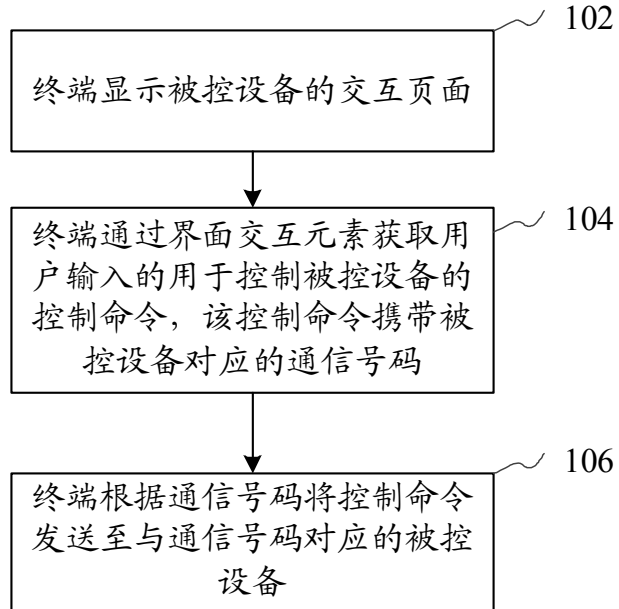 102
终端显示被控设备的交互页面
104
终端通过界面交互元素获取用
户输入的用于控制被控设备的
控制命令，该控制命令携带被
控设备对应的通信号码
106
终端根据通信号码将控制命令
发送至与通信号码对应的被控
设备